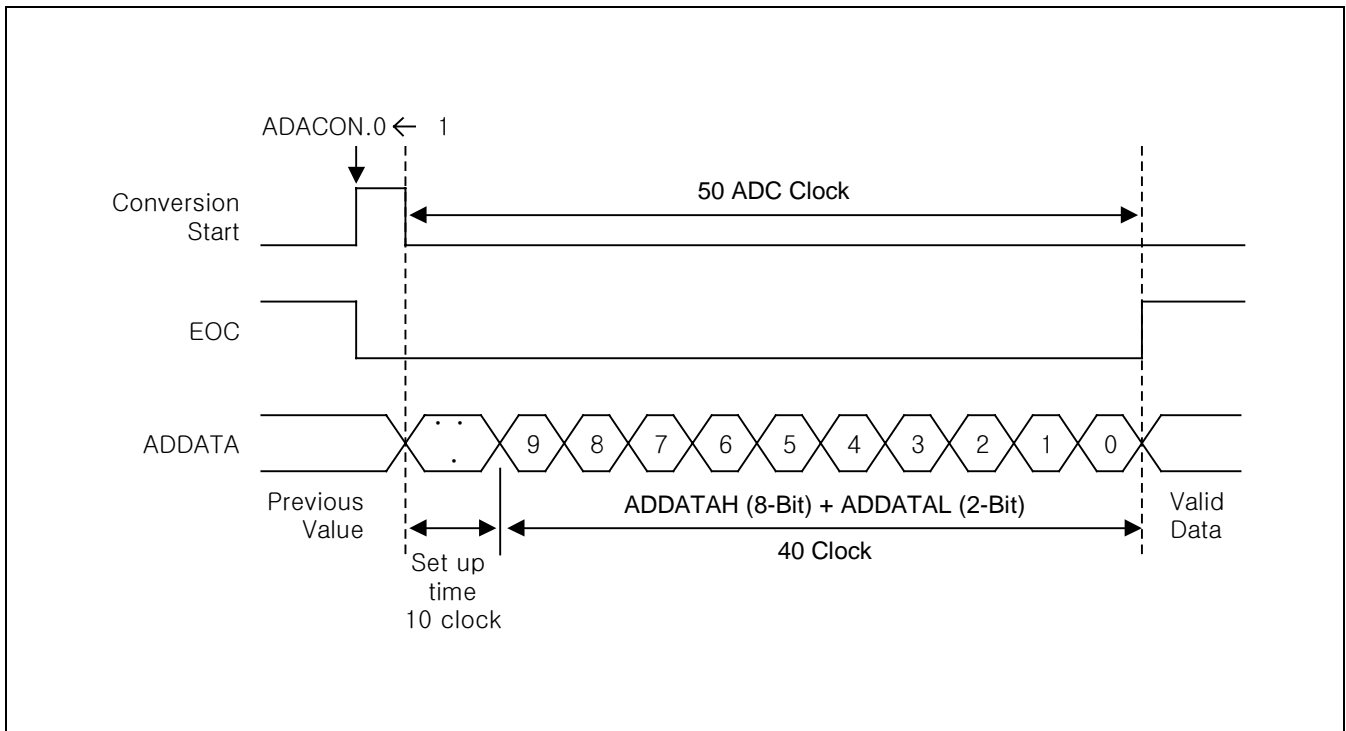 ADACON.0 ← 1
50 ADC Clock
Conversion
Start
EOC
ADDATA
. .
.
9 8 7 6 5 4 3 2 1 0
Previous
Value
ADDATAH (8-Bit) + ADDATAL (2-Bit)
40 Clock
Valid
Data
Set up
time
10 clock